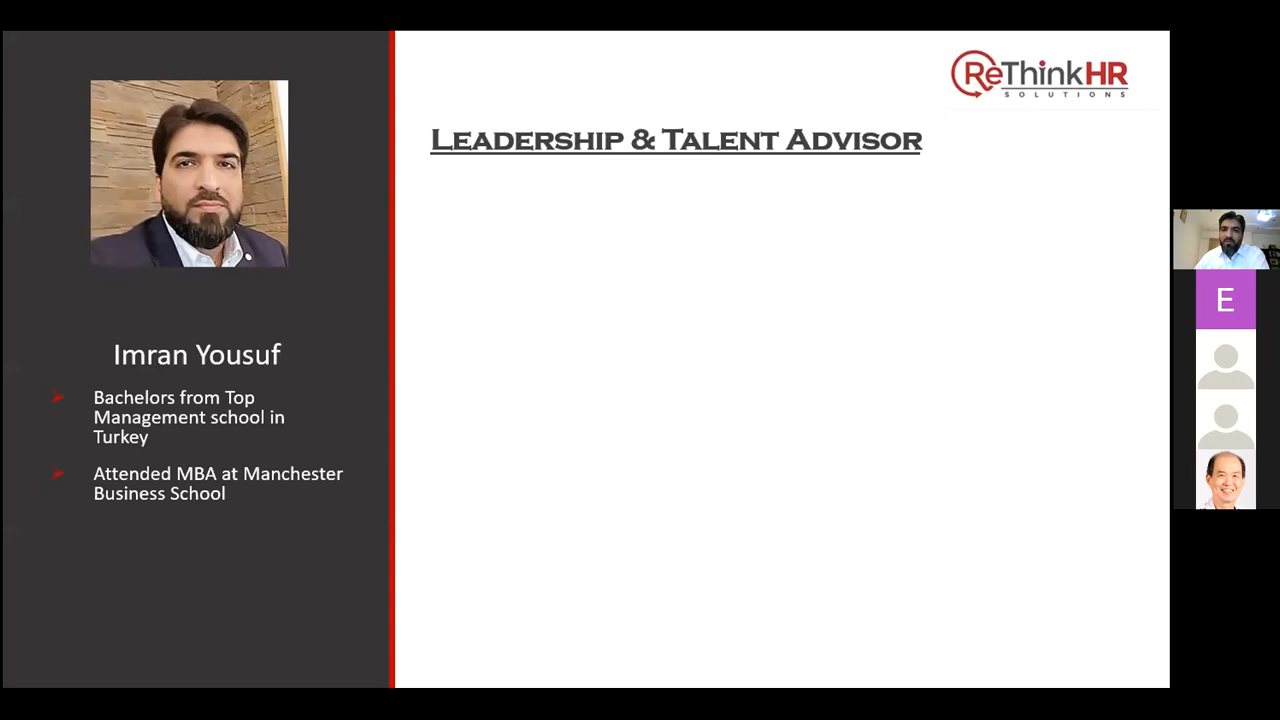 ReThinkHR
SOLUTIONS
LEADERSHIP & TALENT ADVISOR
Imran Yousuf
Bachelors from Top
Management school in
Turkey
Attended MBA at Manchester
Business School
E